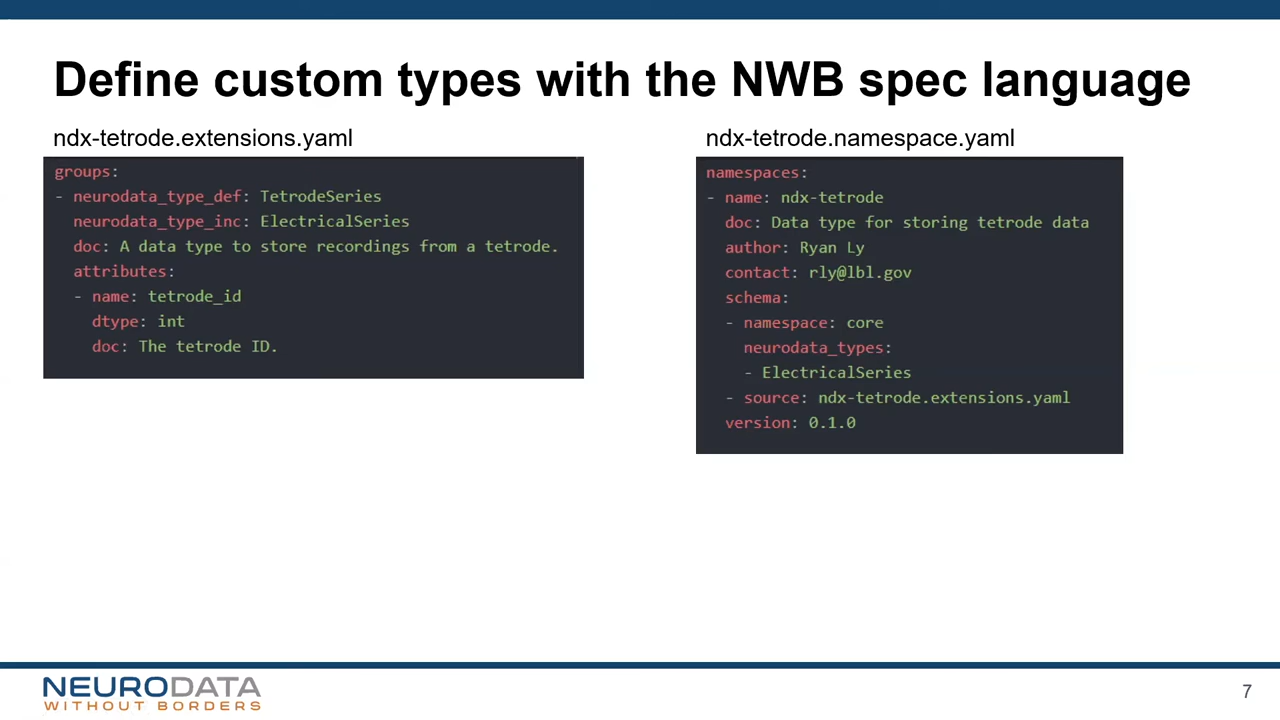 Define custom types with the NWB spec language
ndx-tetrode.extensions.yaml
groups:
- neurodata_type_def: TetrodeSeries
neurodata_type_inc: ElectricalSeries
doc: A data type to store recordings from a tetrode.
attributes:
- name: tetrode_id
dtype: int
doc: The tetrode ID.
ndx-tetrode.namespace.yaml
namespaces:
- name: ndx-tetrode
doc: Data type for storing tetrode data
author: Ryan Ly
contact: rly@lbl.gov
schema:
- namespace: core
neurodata_types:
- ElectricalSeries
- source: ndx-tetrode.extensions.yaml
version: 0.1.0
NEURODATA
WITHOUT BORDERS
7